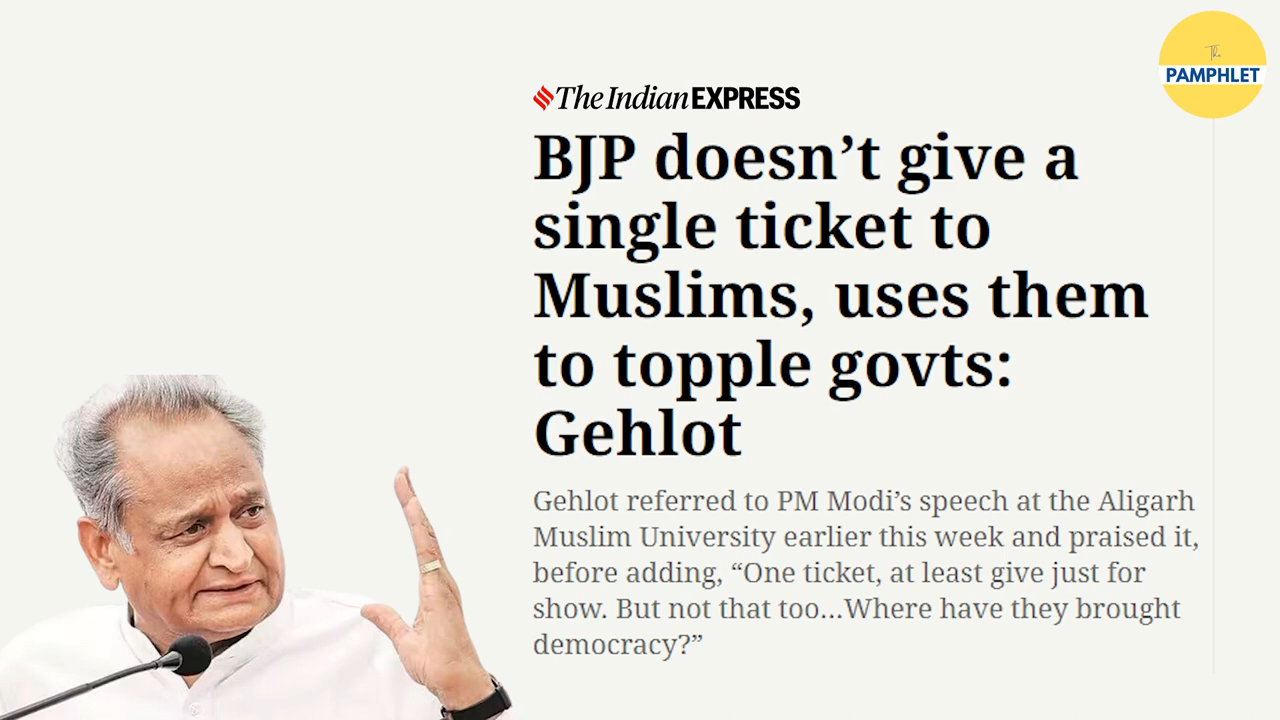 The
PAMPHLET
The Indian EXPRESS
BJP doesn’t give a
single ticket to
Muslims, uses them
to topple govts:
Gehlot
Gehlot referred to PM Modi’s speech at the Aligarh
Muslim University earlier this week and praised it,
before adding, “One ticket, at least give just for
show. But not that too...Where have they brought
democracy?”